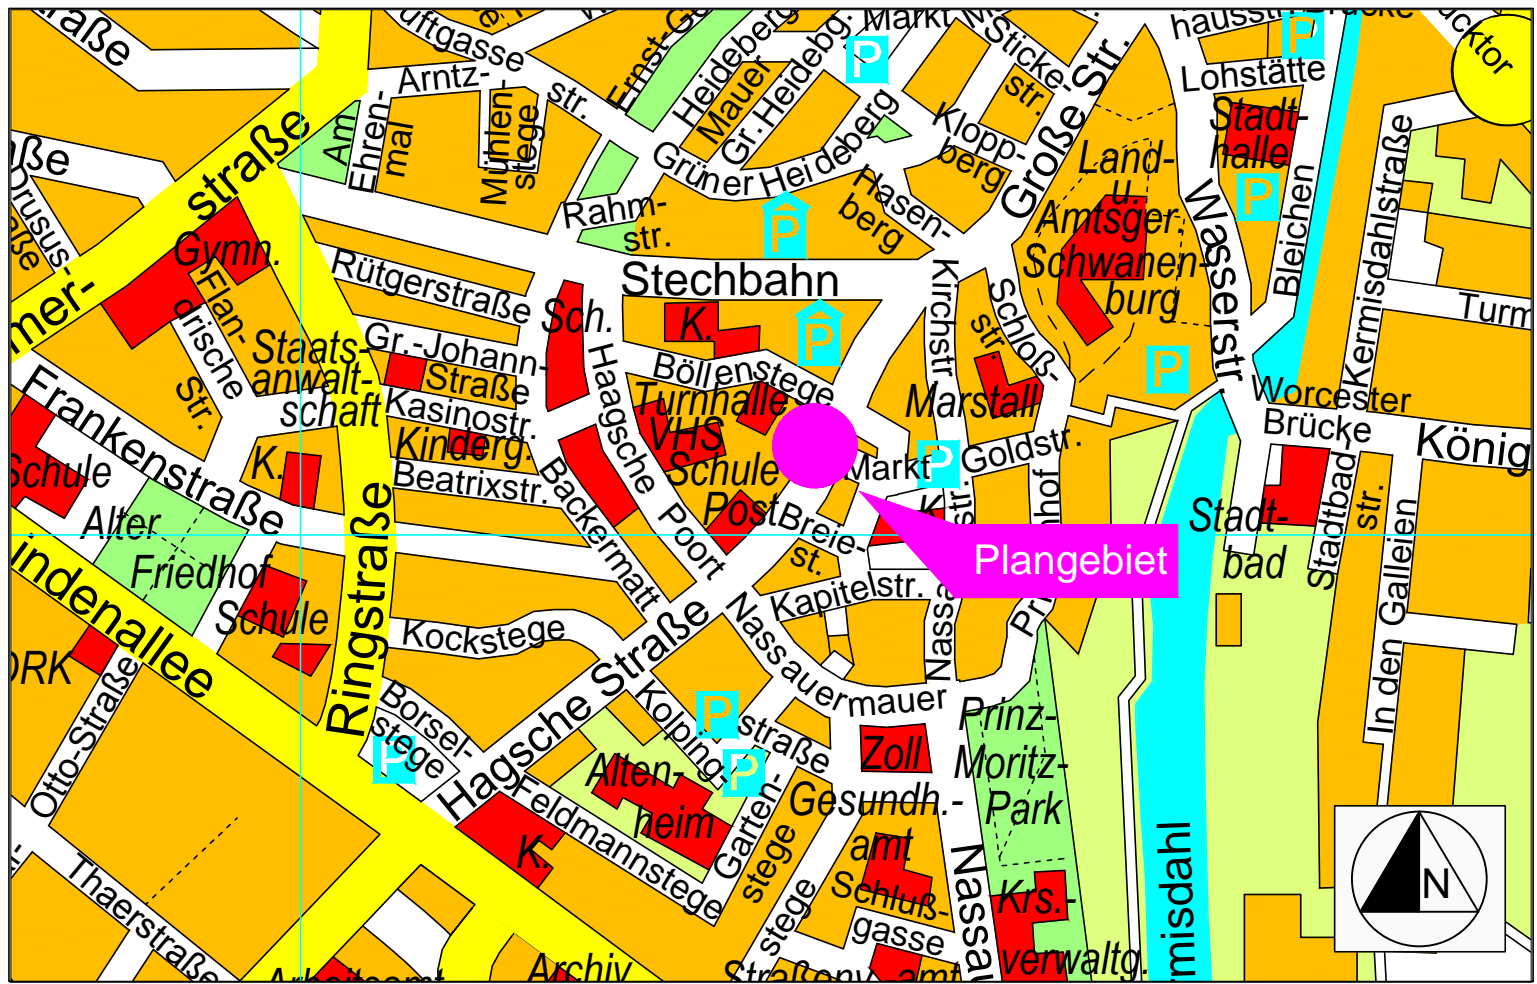 Markt
Brücke
hausstr.
P
Lohstätte
Stadt-
halle
P
Sticke-
str.
Große Str.
Klopp-
berg
Land-
u.
Amtsger.
Schwanen-
burg
Wasserstr.
Bleichen
Kermisdahlstraße
Arntz-
str.
Am
Ehren-
mal
Mühlen-
stege
Mauer
Gr. Heidebg.
P
Grüner Heideberg
Hasen-
berg
straße
Gymn.
Flan-
drische
Str.
Rahm-
str.
P
Stechbahn
Rütgerstraße
Sch.
K.
P
Kirchstr.
Schloß-
str.
P
Staats-
anwalt-
schaft
Gr.-Johann-
Straße
Kasinostr.
Kinderg.
Beatrixstr.
Haagsche
Poort
Böllenstege
Turnhalle
VHS
Schule
Post
Marstall
Markt
P
Goldstr.
Worcester
Brücke
König
Frankenstraße
Schule
K.
Alter
Friedhof
Schule
Ringstraße
Backermatt
Breie-
st.
K.
Plangebiet
Stadt-
bad
Stadtbad-
str.
In den Galleien
Kapitelstr.
Nassauermauer
Kockstege
Hagsche Straße
Borsel-
stege
P
Otto-Straße
Kolping-
straße
P
P
Zoll
Prinz-
Moritz-
Park
Alten-
heim
Garten-
stege
Gesundh.-
amt
Feldmannstege
K.
Schluß-
gasse
Krs.-
verwaltg.
Thaerstraße
Archiv
stege
N